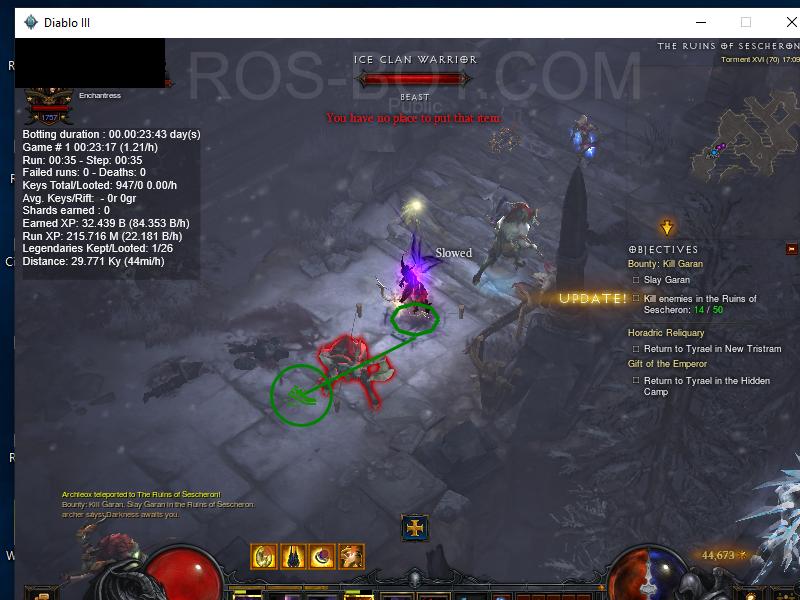 Diablo III
ROS-BOT.COM
Public
THE RUINS OF SESCHERON
Torment XVI (70) 17:09
ICE CLAN WARRIOR
BEAST
You have no place to put that item.
Enchantress
1757
Botting duration : 00.00:23:43 day(s)
Game # 1 00:23:17 (1.21/h)
Run: 00:35 - Step: 00:35
Failed runs: 0 - Deaths: 0
Keys Total/Looted: 947/0 0.00/h
Avg. Keys/Rift: - 0r 0gr
Shards earned : 0
Earned XP: 32.439 B (84.353 B/h)
Run XP: 215.716 M (22.181 B/h)
Legendaries Kept/Looted: 1/26
Distance: 29.771 Ky (44mi/h)
Slowed
OBJECTIVES
Bounty: Kill Garan
Slay Garan
UPDATE!
Kill enemies in the Ruins of
Sescheron: 14 / 50
Horadric Reliquary
Return to Tyrael in New Tristram
Gift of the Emperor
Return to Tyrael in the Hidden
Camp
Archleox teleported to The Ruins of Sescheron!
Bounty: Kill Garan, Slay Garan in the Ruins of Sescheron.
archer says: Darkness awaits you.
44,673